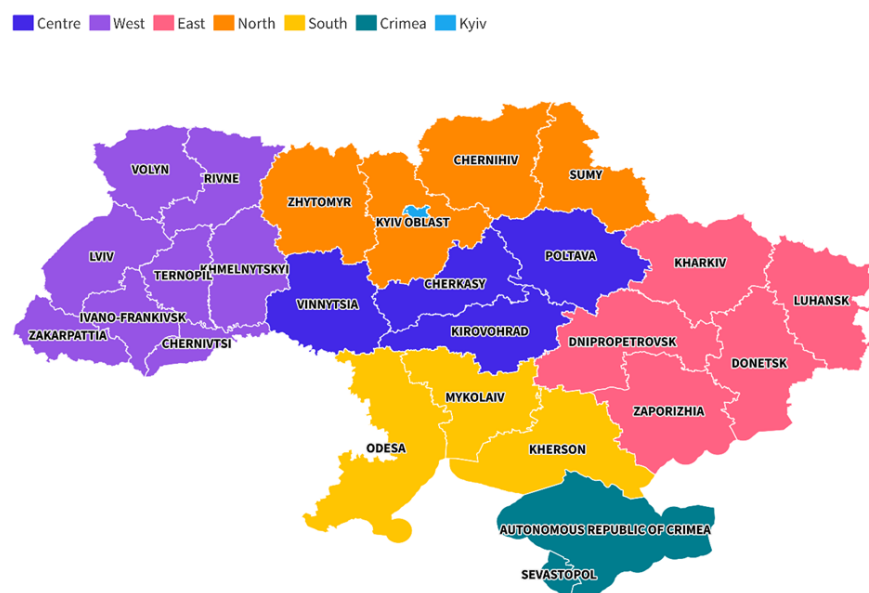 Centre West East North South Crimea Kyiv
CHERNIHIV
VOLYN
SUMY
RIVNE
ZHYTOMYR
KYIV OBLAST
LVIV
POLTAVA
KHARKIV
TERNOPIL
KHMELNYTSKYI
CHERKASY
LUHANSK
VINNYTSIA
IVANO-FRANKIVSK
KIROVOHRAD
ZAKARPATTIA
CHERNIVTSI
DNIPROPETROVSK
DONETSK
MYKOLAIV
ZAPORIZHIA
ODESA
KHERSON
AUTONOMOUS REPUBLIC OF CRIMEA
SEVASTOPOL